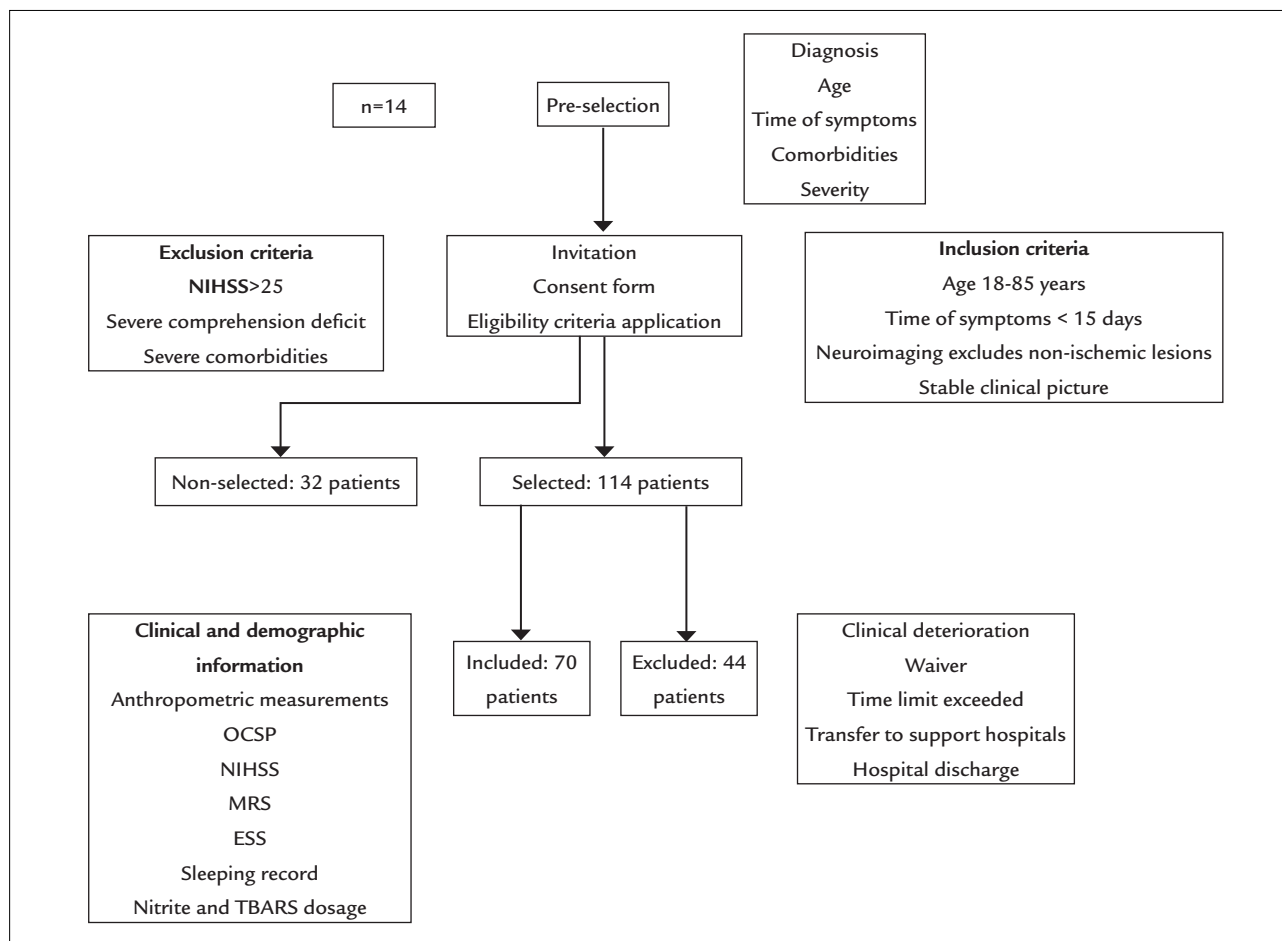 n=14
Pre-selection
Diagnosis
Age
Time of symptoms
Comorbidities
Severity
Exclusion criteria
NIHSS>25
Severe comprehension deficit
Severe comorbidities
Invitation
Consent form
Eligibility criteria application
Inclusion criteria
Age 18-85 years
Time of symptoms < 15 days
Neuroimaging excludes non-ischemic lesions
Stable clinical picture
Non-selected: 32 patients
Selected: 114 patients
Clinical and demographic
information
Anthropometric measurements
OCSP
NIHSS
MRS
ESS
Sleeping record
Nitrite and TBARS dosage
Included: 70
patients
Excluded: 44
patients
Clinical deterioration
Waiver
Time limit exceeded
Transfer to support hospitals
Hospital discharge